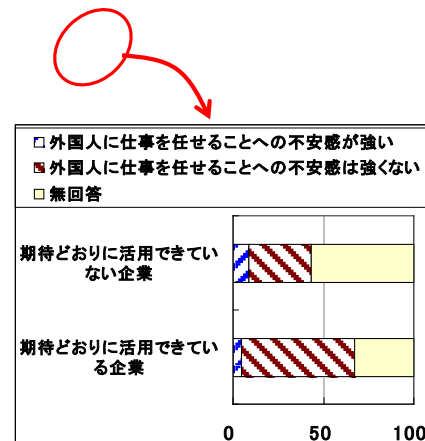 外国人に仕事を任せることへの不安感が強い
外国人に仕事を任せることへの不安感は強くない
無回答
期待どおりに活用できてい
ない企業
期待どおりに活用できてい
る企業
0 50 100